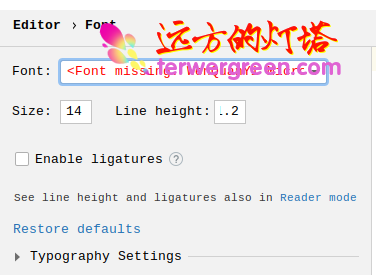 Editor › Font
远方的灯塔
Font: <Font missing
terwergreen.com
Size: 14 Line height: 1.2
Enable ligatures ?
See line height and ligatures also in Reader mode
Restore defaults
Typography Settings